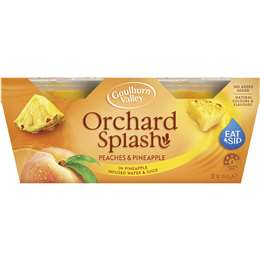 Goulburn
Valley
NO ADDED
SUGAR
NATURAL
COLOURS &
FLAVOURS
Orchard
Splash
PEACHES & PINEAPPLE
IN PINEAPPLE
INFUSED WATER & JUICE
EAT
& SIP